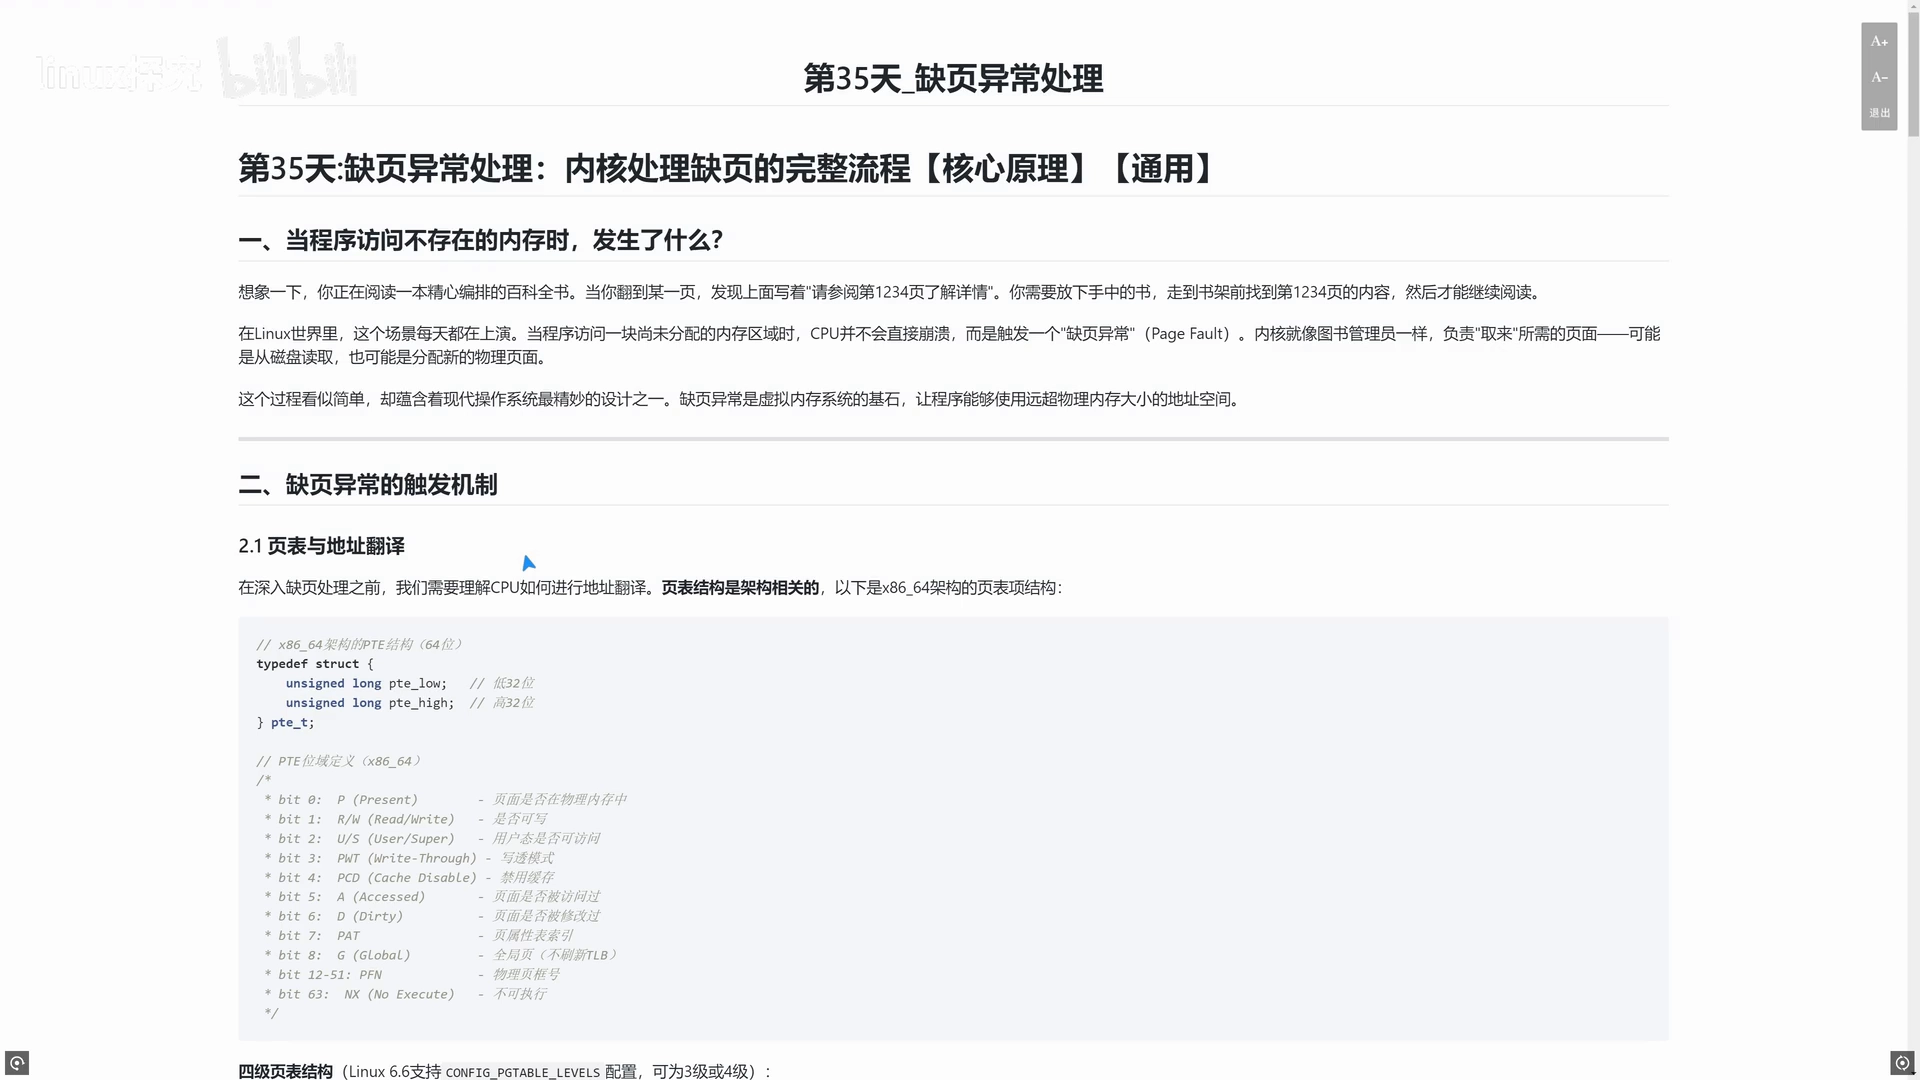 linux探究 bilibili
A+
A-
退出
第35天_缺页异常处理
第35天:缺页异常处理：内核处理缺页的完整流程【核心原理】【通用】
一、当程序访问不存在的内存时，发生了什么？
想象一下，你正在阅读一本精心编排的百科全书。当你翻到某一页，发现上面写着"请参阅第1234页了解详情"。你需要放下手中的书，走到书架前找到第1234页的内容，然后才能继续阅读。
在Linux世界里，这个场景每天都在上演。当程序访问一块尚未分配的内存区域时，CPU并不会直接崩溃，而是触发一个"缺页异常"（Page Fault）。内核就像图书管理员一样，负责"取来"所需的页面——可能
是从磁盘读取，也可能是分配新的物理页面。
这个过程看似简单，却蕴含着现代操作系统最精妙的设计之一。缺页异常是虚拟内存系统的基石，让程序能够使用远超物理内存大小的地址空间。
二、缺页异常的触发机制
2.1 页表与地址翻译
在深入缺页处理之前，我们需要理解CPU如何进行地址翻译。页表结构是架构相关的，以下是x86_64架构的页表项结构：
// x86_64架构的PTE结构（64位）
typedef struct {
    unsigned long pte_low;   // 低32位
    unsigned long pte_high;  // 高32位
} pte_t;
// PTE位域定义（x86_64）
/*
 * bit 0:  P (Present)        - 页面是否在物理内存中
 * bit 1:  R/W (Read/Write)   - 是否可写
 * bit 2:  U/S (User/Super)   - 用户态是否可访问
 * bit 3:  PWT (Write-Through) - 写透模式
 * bit 4:  PCD (Cache Disable) - 禁用缓存
 * bit 5:  A (Accessed)       - 页面是否被访问过
 * bit 6:  D (Dirty)          - 页面是否被修改过
 * bit 7:  PAT                - 页属性表索引
 * bit 8:  G (Global)         - 全局页（不刷新TLB）
 * bit 12-51: PFN             - 物理页框号
 * bit 63:  NX (No Execute)   - 不可执行
 */
四级页表结构（Linux 6.6支持 CONFIG_PGTABLE_LEVELS 配置，可为3级或4级）：